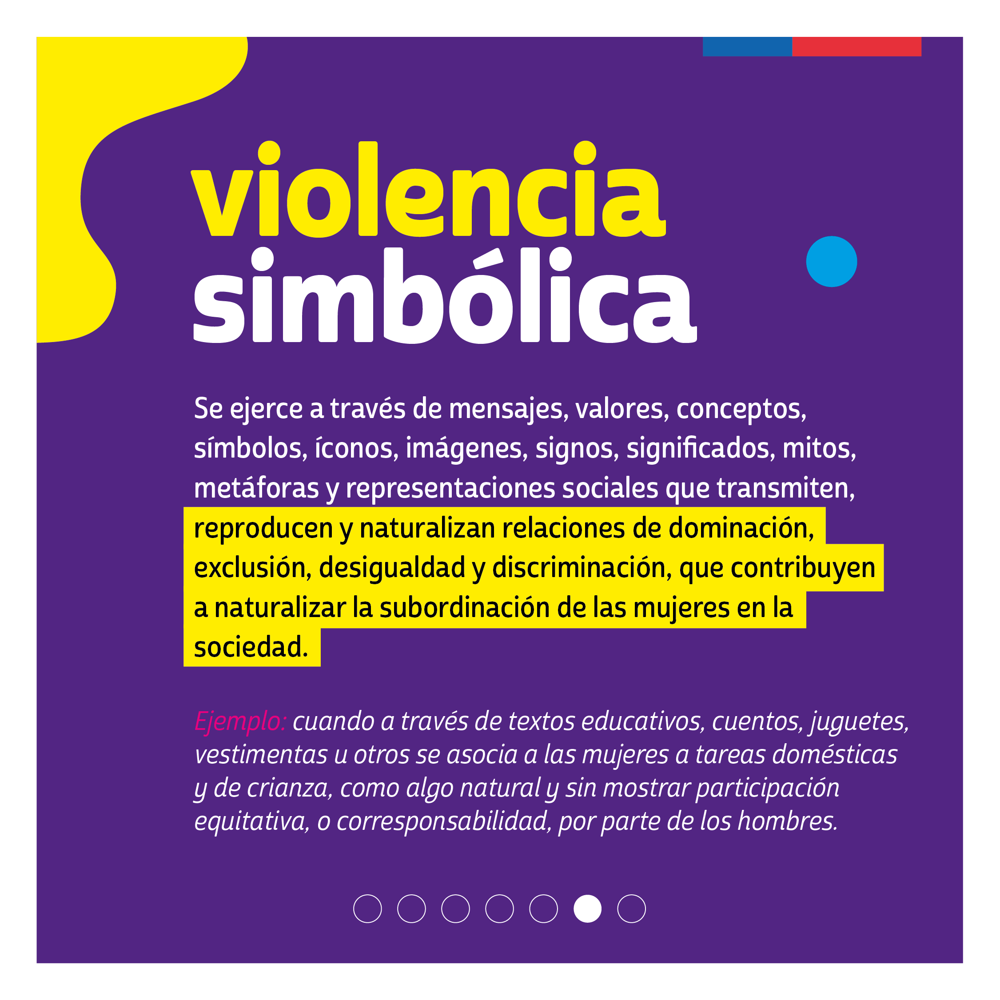 violencia
simbólica
Se ejerce a través de mensajes, valores, conceptos,
símbolos, íconos, imágenes, signos, significados, mitos,
metáforas y representaciones sociales que transmiten,
reproducen y naturalizan relaciones de dominación,
exclusión, desigualdad y discriminación, que contribuyen
a naturalizar la subordinación de las mujeres en la
sociedad.
Ejemplo: cuando a través de textos educativos, cuentos, juguetes,
vestimentas u otros se asocia a las mujeres a tareas domésticas
y de crianza, como algo natural y sin mostrar participación
equitativa, o corresponsabilidad, por parte de los hombres.